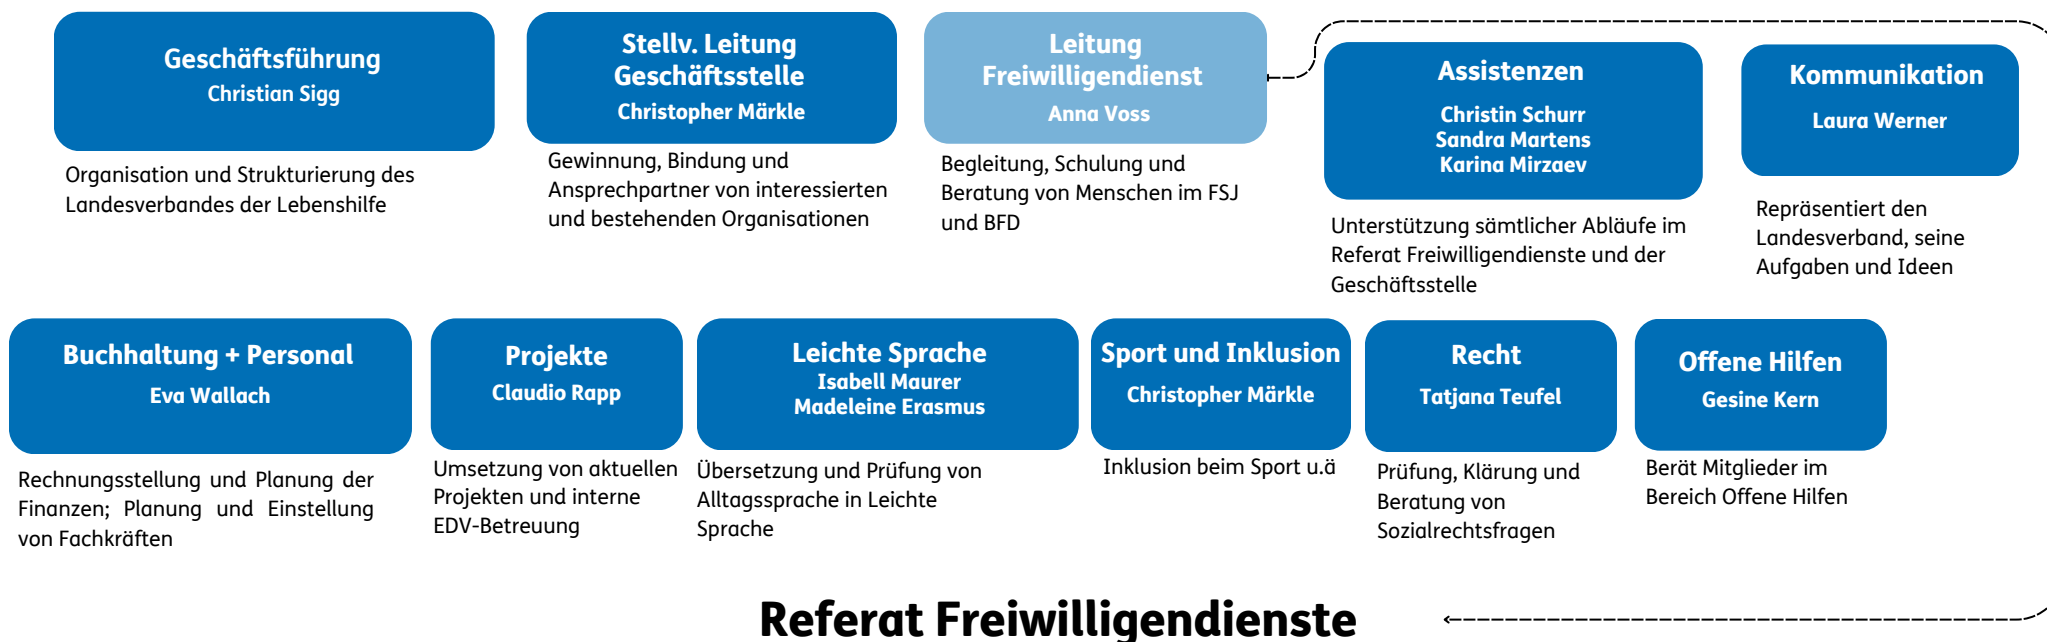 Geschäftsführung
Christian Sigg
Organisation und Strukturierung des
Landesverbandes der Lebenshilfe
Stellv. Leitung
Geschäftsstelle
Christopher Märkle
Gewinnung, Bindung und
Ansprechpartner von interessierten
und bestehenden Organisationen
Leitung
Freiwilligendienst
Anna Voss
Begleitung, Schulung und
Beratung von Menschen im FSJ
und BFD
Assistenzen
Christin Schurr
Sandra Martens
Karina Mirzaev
Unterstützung sämtlicher Abläufe im
Referat Freiwilligendienste und der
Geschäftsstelle
Kommunikation
Laura Werner
Repräsentiert den
Landesverband, seine
Aufgaben und Ideen
Buchhaltung + Personal
Eva Wallach
Rechnungsstellung und Planung der
Finanzen; Planung und Einstellung
von Fachkräften
Projekte
Claudio Rapp
Umsetzung von aktuellen
Projekten und interne
EDV-Betreuung
Leichte Sprache
Isabell Maurer
Madeleine Erasmus
Übersetzung und Prüfung von
Alltagssprache in Leichte
Sprache
Sport und Inklusion
Christopher Märkle
Inklusion beim Sport u.ä
Recht
Tatjana Teufel
Prüfung, Klärung und
Beratung von
Sozialrechtsfragen
Offene Hilfen
Gesine Kern
Berät Mitglieder im
Bereich Offene Hilfen
Referat Freiwilligendienste